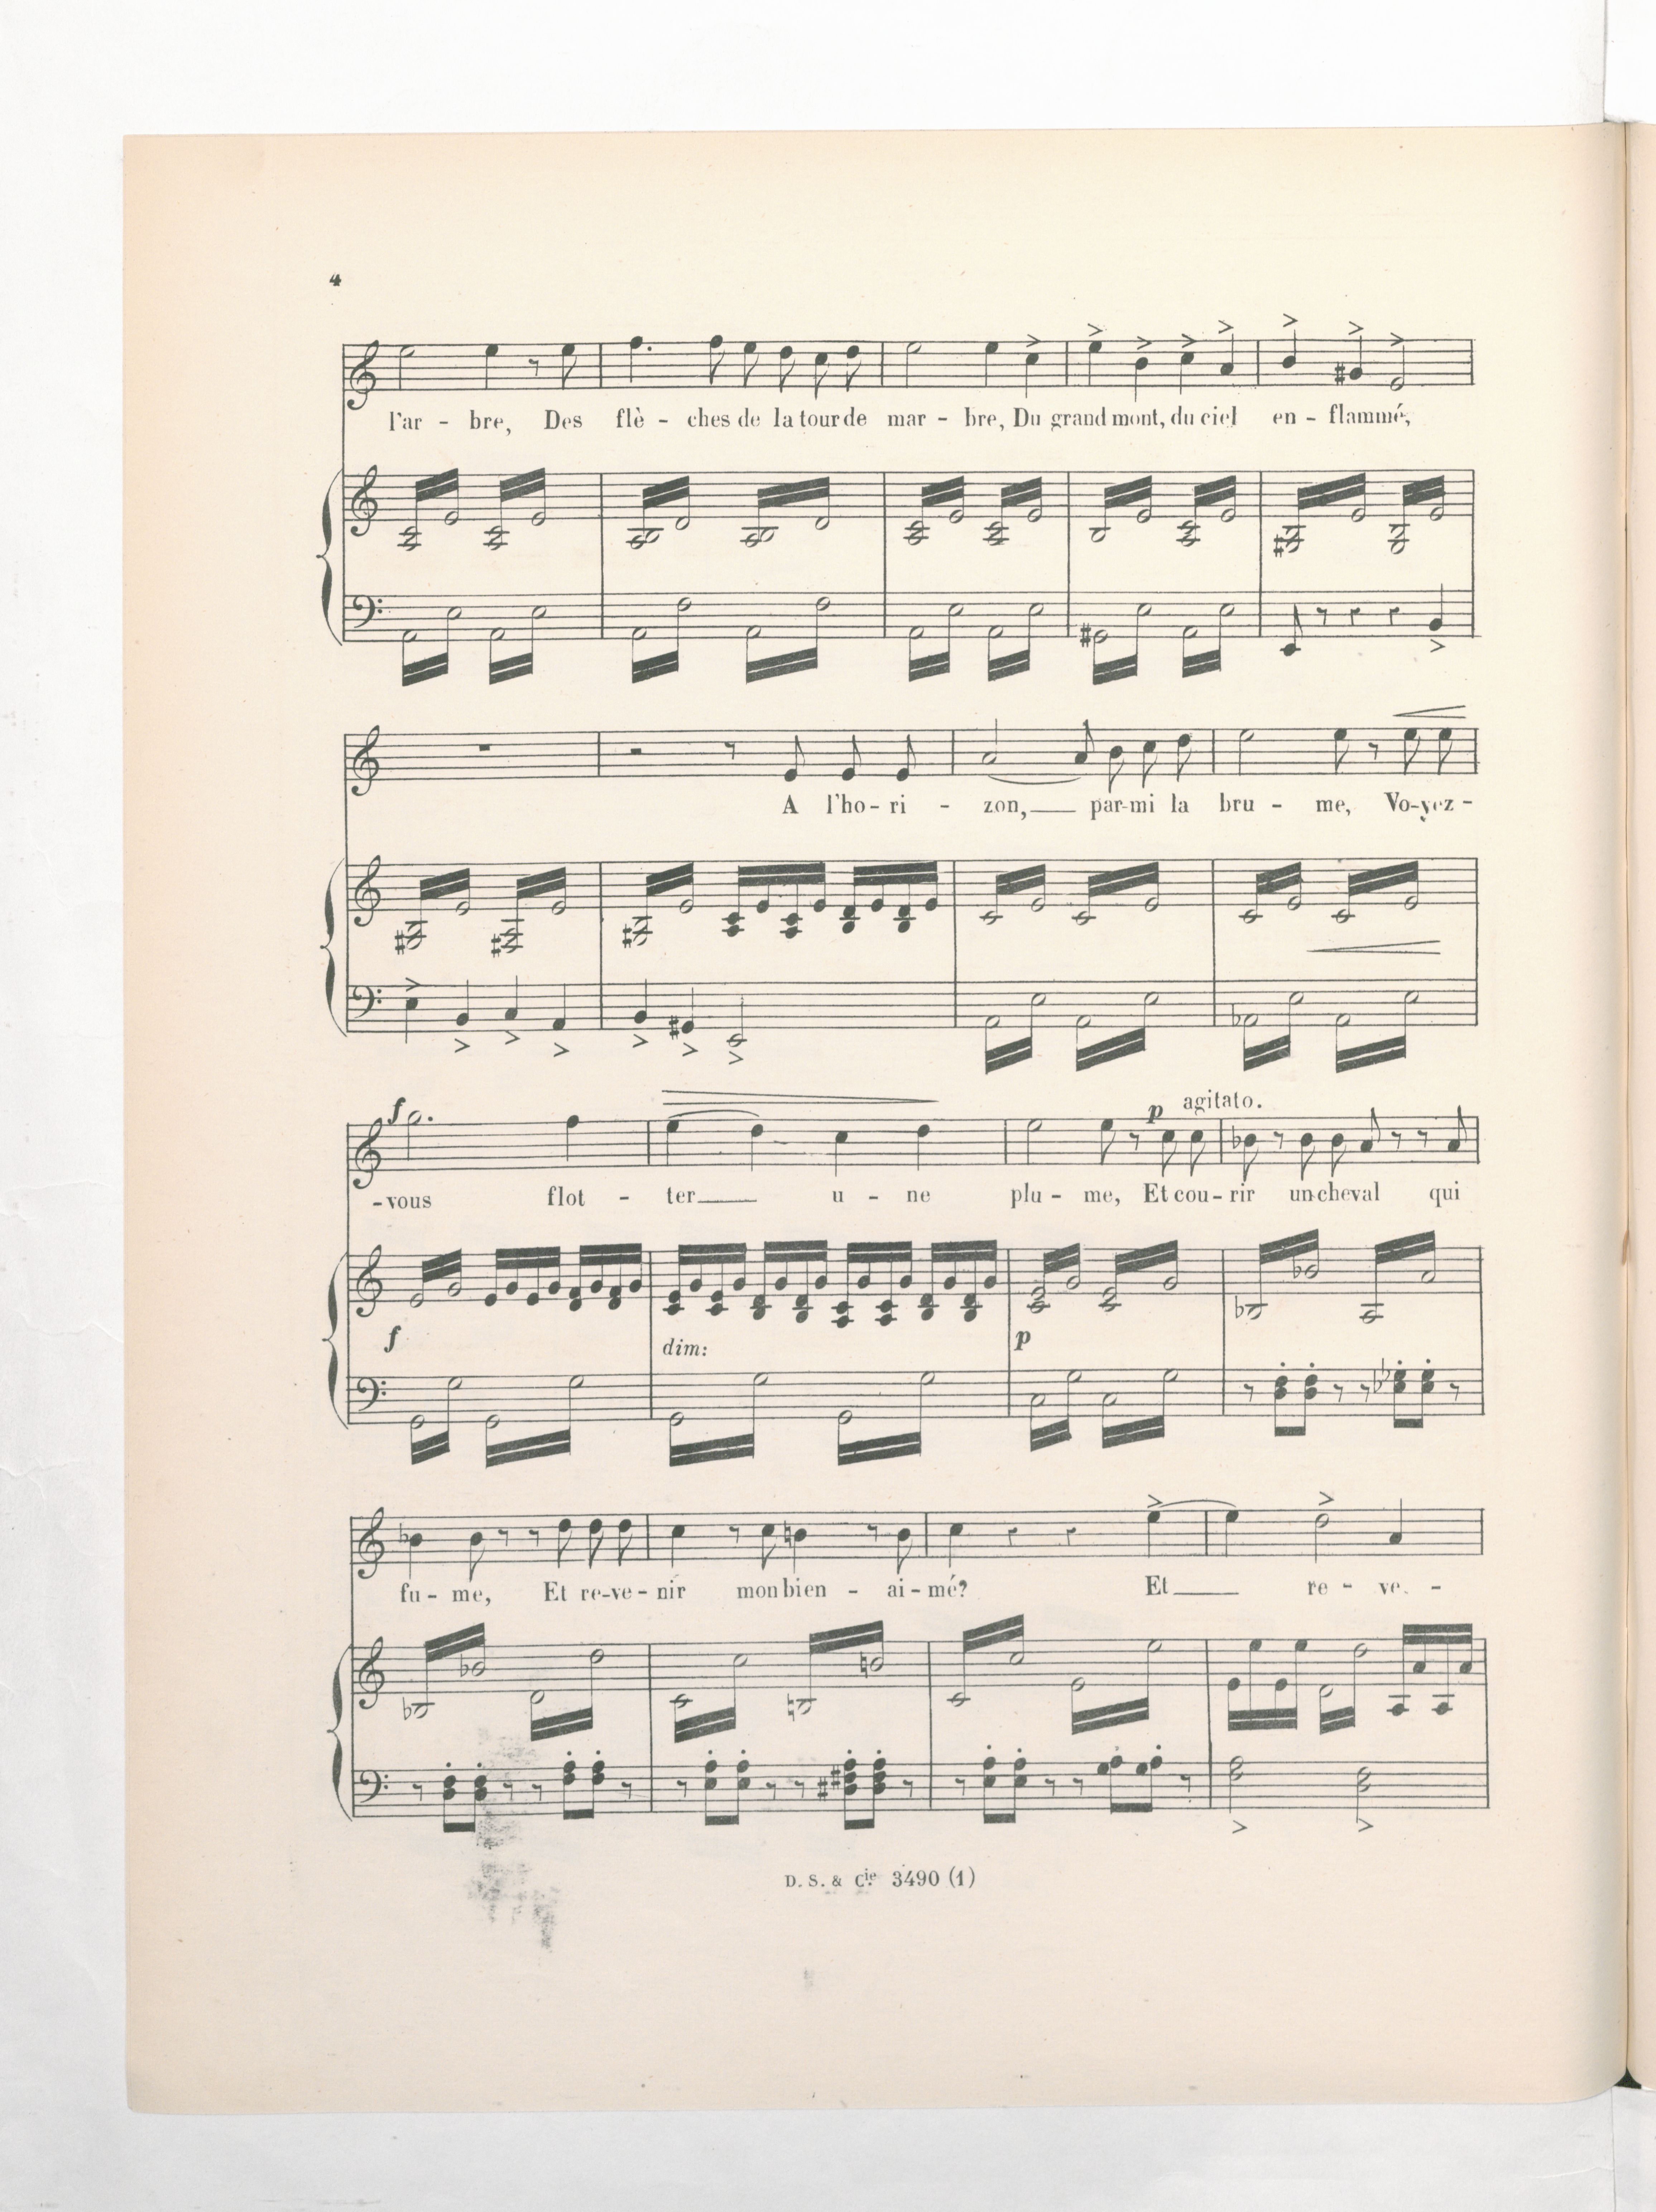 4
l'ar - bre, Des flè - ches de la tour de mar - bre, Du grand mont, du ciel en - flammé,
A l'ho - ri - zon, par-mi la bru - me, Vo-yez -
f
p agitato.
-vous flot - ter u - ne plu - me, Et cou - rir un cheval qui
f dim: p
fu - me, Et re-ve - nir mon bien - ai - mé? Et re - ve. -
D. S. & Cie. 3490 (1)